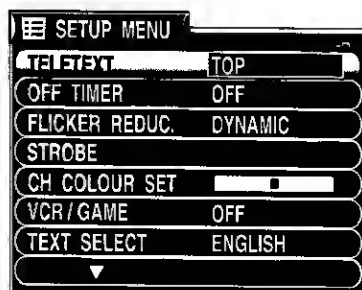 SETUP MENU
TELETEXT TOP
OFF TIMER OFF
FLICKER REDUC. DYNAMIC
STROBE
CH COLOUR SET
VCR / GAME OFF
TEXT SELECT ENGLISH